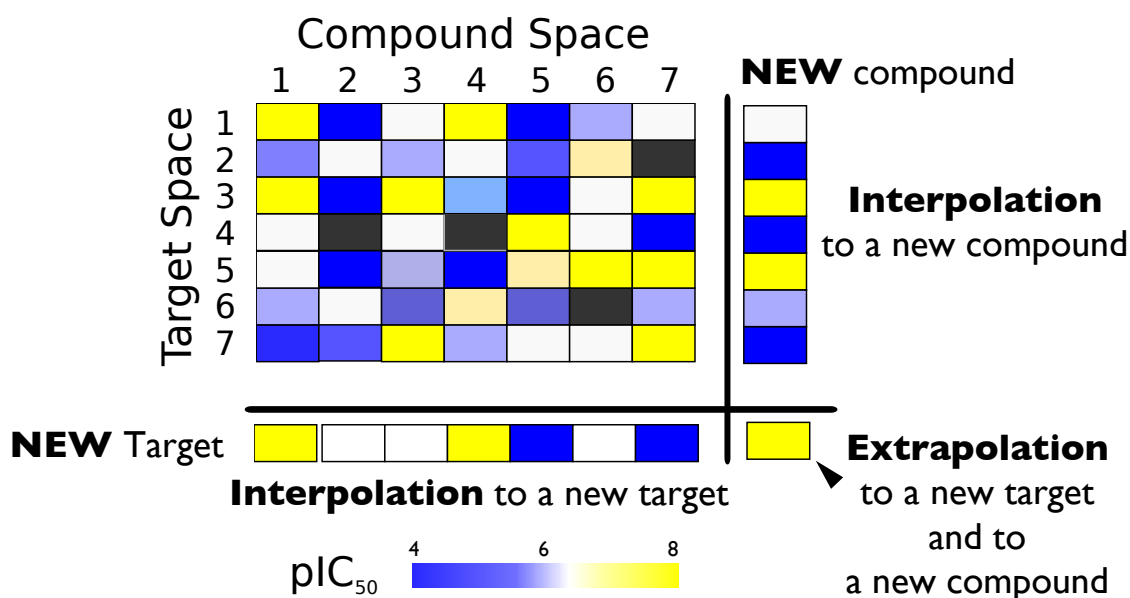 Compound Space
1 2 3 4 5 6 7
NEW compound
Target Space
1
2
3
4
5
6
7
Interpolation
to a new compound
NEW Target
Interpolation to a new target
Extrapolation
to a new target
and to
a new compound
pIC50
4 6 8